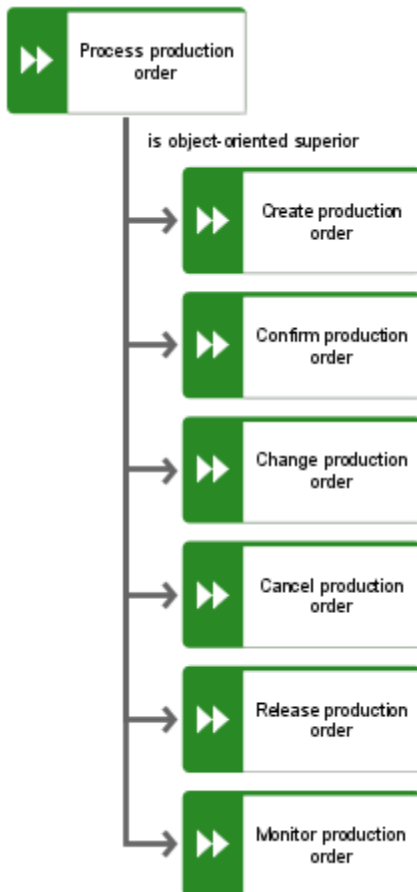 Process production
order
is object-oriented superior
Create production
order
Confirm production
order
Change production
order
Cancel production
order
Release production
order
Monitor production
order